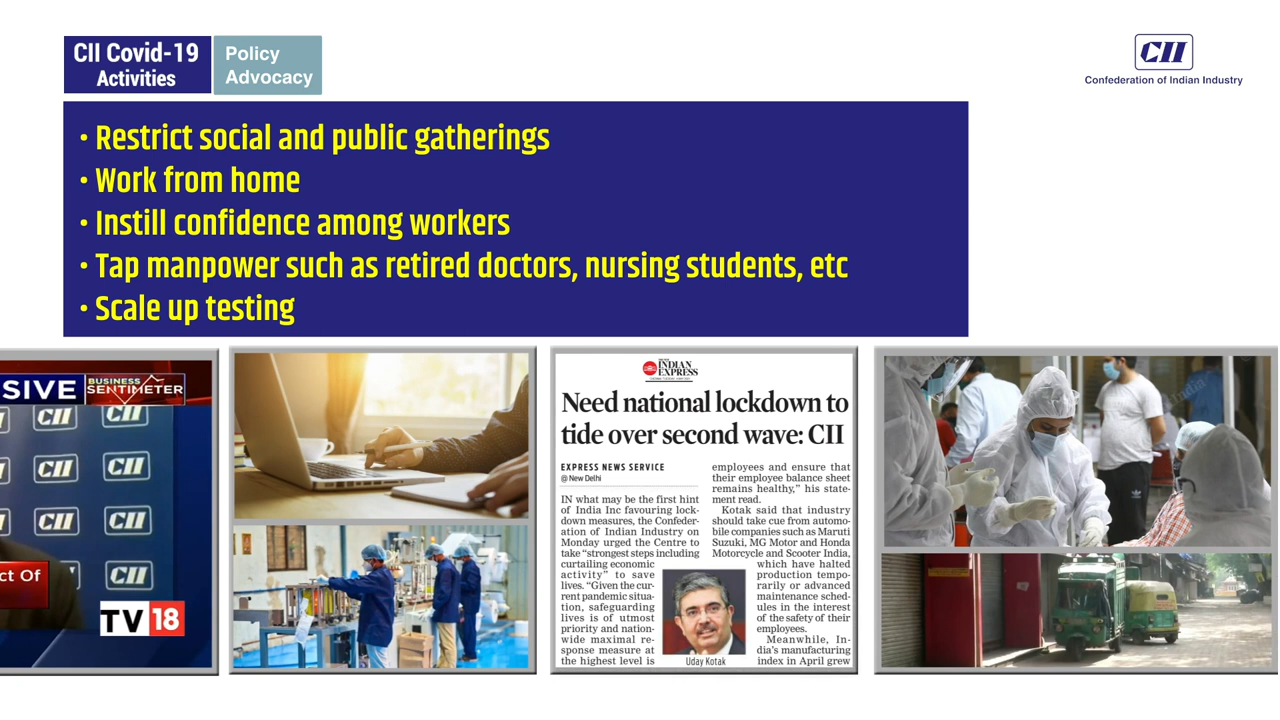 CII Covid-19
Activities
Policy
Advocacy
CII
Confederation of Indian Industry
• Restrict social and public gatherings
• Work from home
• Instill confidence among workers
• Tap manpower such as retired doctors, nursing students, etc
• Scale up testing
SIVE
BUSINESS
SENTIMETER
CII
CII CII
CII CII
CII CII
CII
ct Of
TV18
INDIAN
EXPRESS
Need national lockdown to
tide over second wave: CII
EXPRESS NEWS SERVICE
@ New Delhi
IN what may be the first hint
of India Inc favouring lock-
down measures, the Confeder-
ation of Indian Industry on
Monday urged the Centre to
take “strongest steps including
curtailing economic
activity” to save
lives. “Given the cur-
rent pandemic situa-
tion, safeguarding
lives is of utmost
priority and nation-
wide maximal re-
sponse measure at
the highest level is
employees and ensure that
their employee balance sheet
remains healthy,” his state-
ment read.
Kotak said that industry
should take cue from automo-
bile companies such as Maruti
Suzuki, MG Motor and Honda
Motorcycle and Scooter India,
which have halted
production tempo-
rarily or advanced
maintenance sched-
ules in the interest
of the safety of their
employees.
Meanwhile, In-
dia’s manufacturing
index in April grew
Uday Kotak